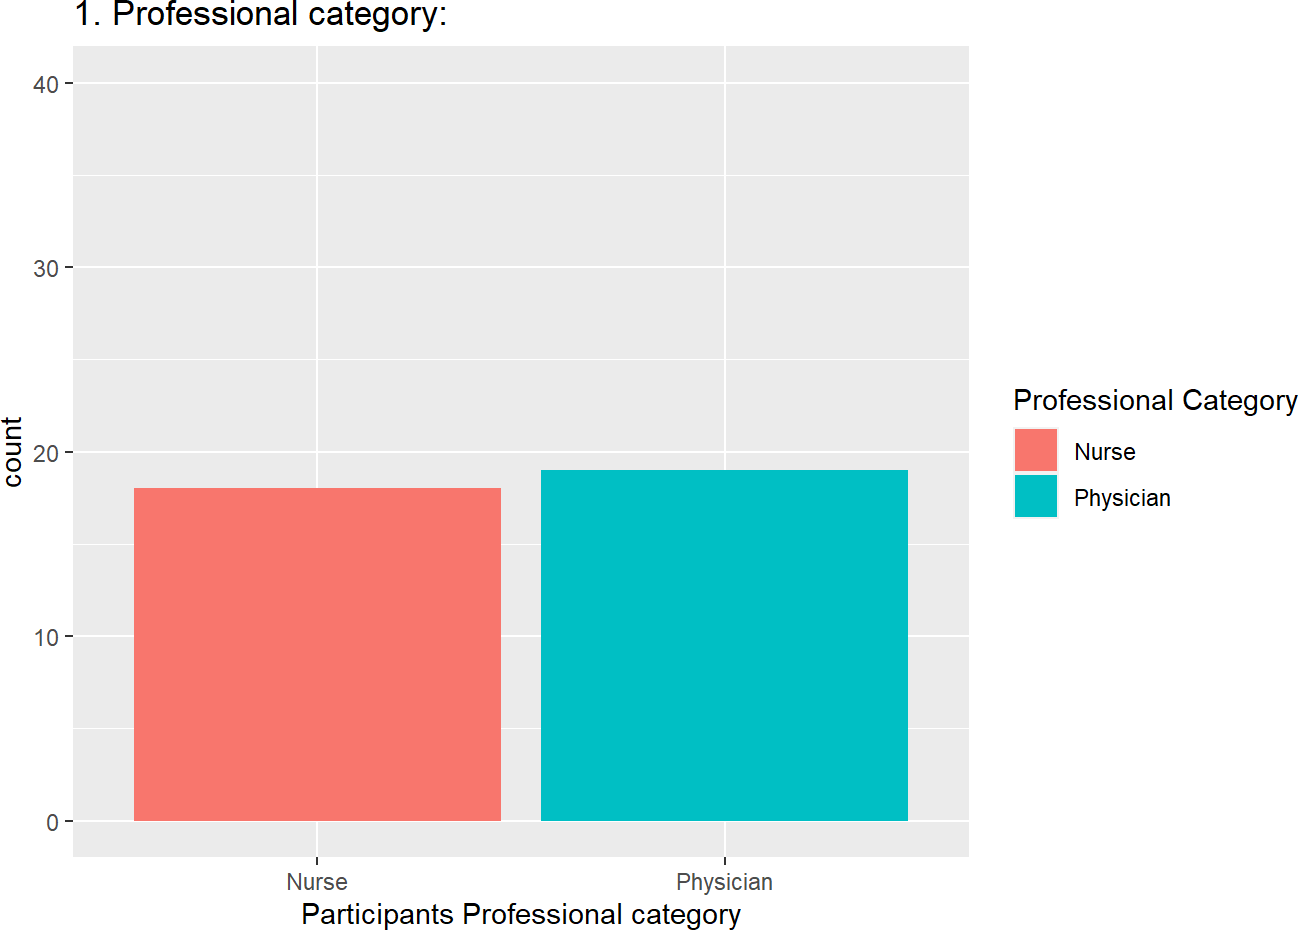 1. Professional category:
40
30
20
10
0
count
Nurse
Physician
Participants Professional category
Professional Category
Nurse
Physician